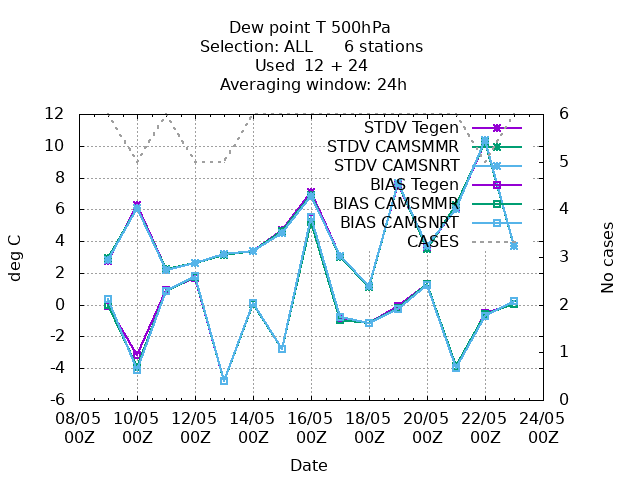 Dew point T 500hPa
Selection: ALL      6 stations
Used  12 + 24
Averaging window: 24h
STDV Tegen
STDV CAMSMMR
STDV CAMSNRT
BIAS Tegen
BIAS CAMSMMR
BIAS CAMSNRT
CASES
12
10
8
6
4
2
0
-2
-4
-6
deg C
6
5
4
3
2
1
0
No cases
08/05 10/05 12/05 14/05 16/05 18/05 20/05 22/05 24/05
00Z 00Z 00Z 00Z 00Z 00Z 00Z 00Z 00Z
Date